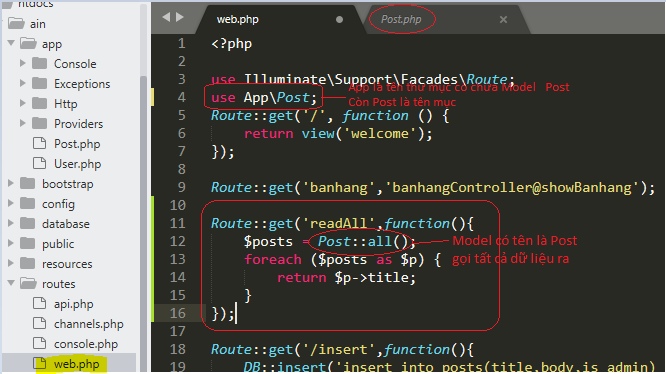 htdocs
ain
app
Console
Exceptions
Http
Providers
Post.php
User.php
bootstrap
config
database
public
resources
routes
api.php
channels.php
console.php
web.php
web.php
Post.php
1 <?php
2
3 use Illuminate\Support\Facades\Route;
4 use App\Post;
App là tên thư mục có chứa Model Post
Còn Post là tên mục
5 Route::get('/', function () {
6 return view('welcome');
7 });
8
9 Route::get('banhang','banhangController@showBanhang');
10
11 Route::get('readAll',function(){
12 $posts = Post::all();
Model có tên là Post
gọi tất cả dữ liệu ra
13 foreach ($posts as $p) {
14 return $p->title;
15 }
16 });
17
18 Route::get('/insert',function(){
19 DB::insert('insert into posts(title,body,is_admin)